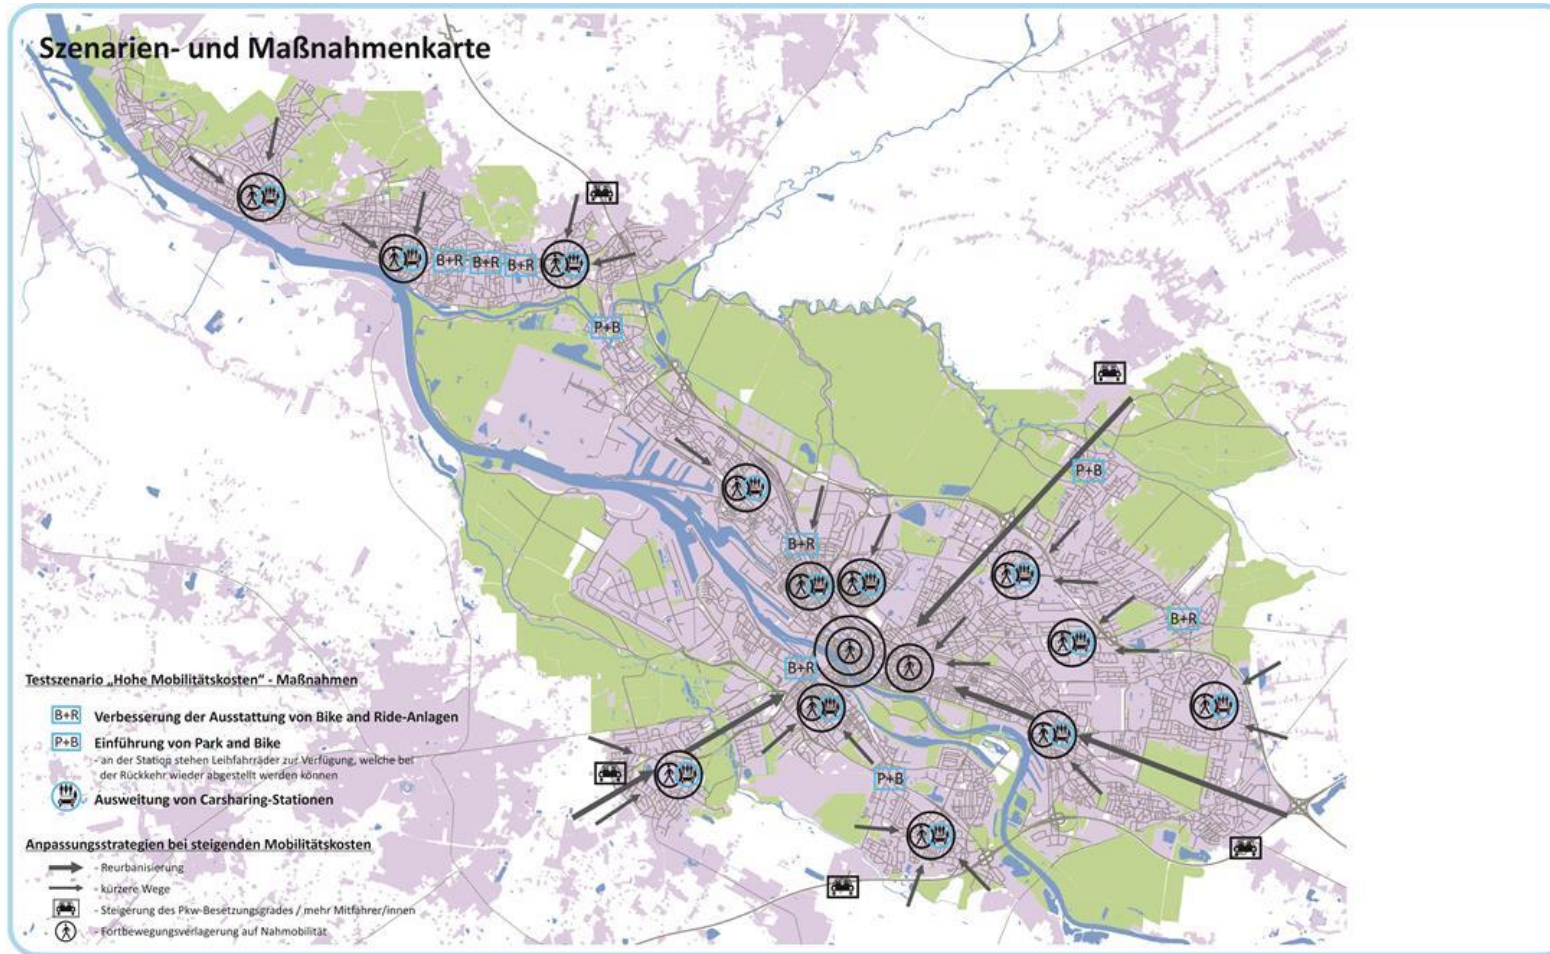 Szenarien- und Maßnahmenkarte
B+R B+R B+R
P+B
P+B
B+R
B+R
B+R
P+B
Testszenario „Hohe Mobilitätskosten" - Maßnahmen
B+R Verbesserung der Ausstattung von Bike and Ride-Anlagen
P+B Einführung von Park and Bike
- an der Station stehen Leihfahrräder zur Verfügung, welche bei
der Rückkehr wieder abgestellt werden können
Ausweitung von Carsharing-Stationen
Anpassungsstrategien bei steigenden Mobilitätskosten
- Reurbanisierung
- kürzere Wege
- Steigerung des Pkw-Besetzungsgrades / mehr Mitfahrer/innen
- Fortbewegungsverlagerung auf Nahmobilität